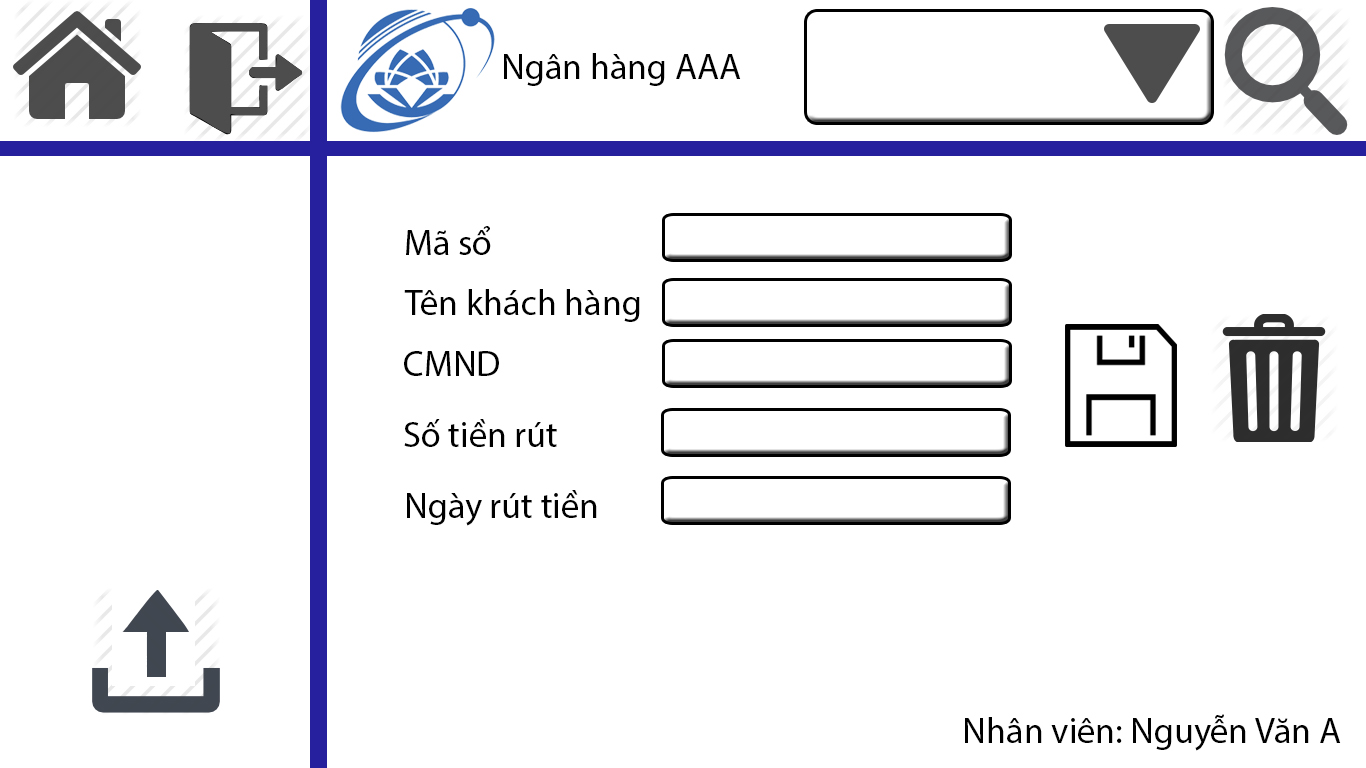 Ngân hàng AAA
Mã sổ
Tên khách hàng
CMND
Số tiền rút
Ngày rút tiền
Nhân viên: Nguyễn Văn A